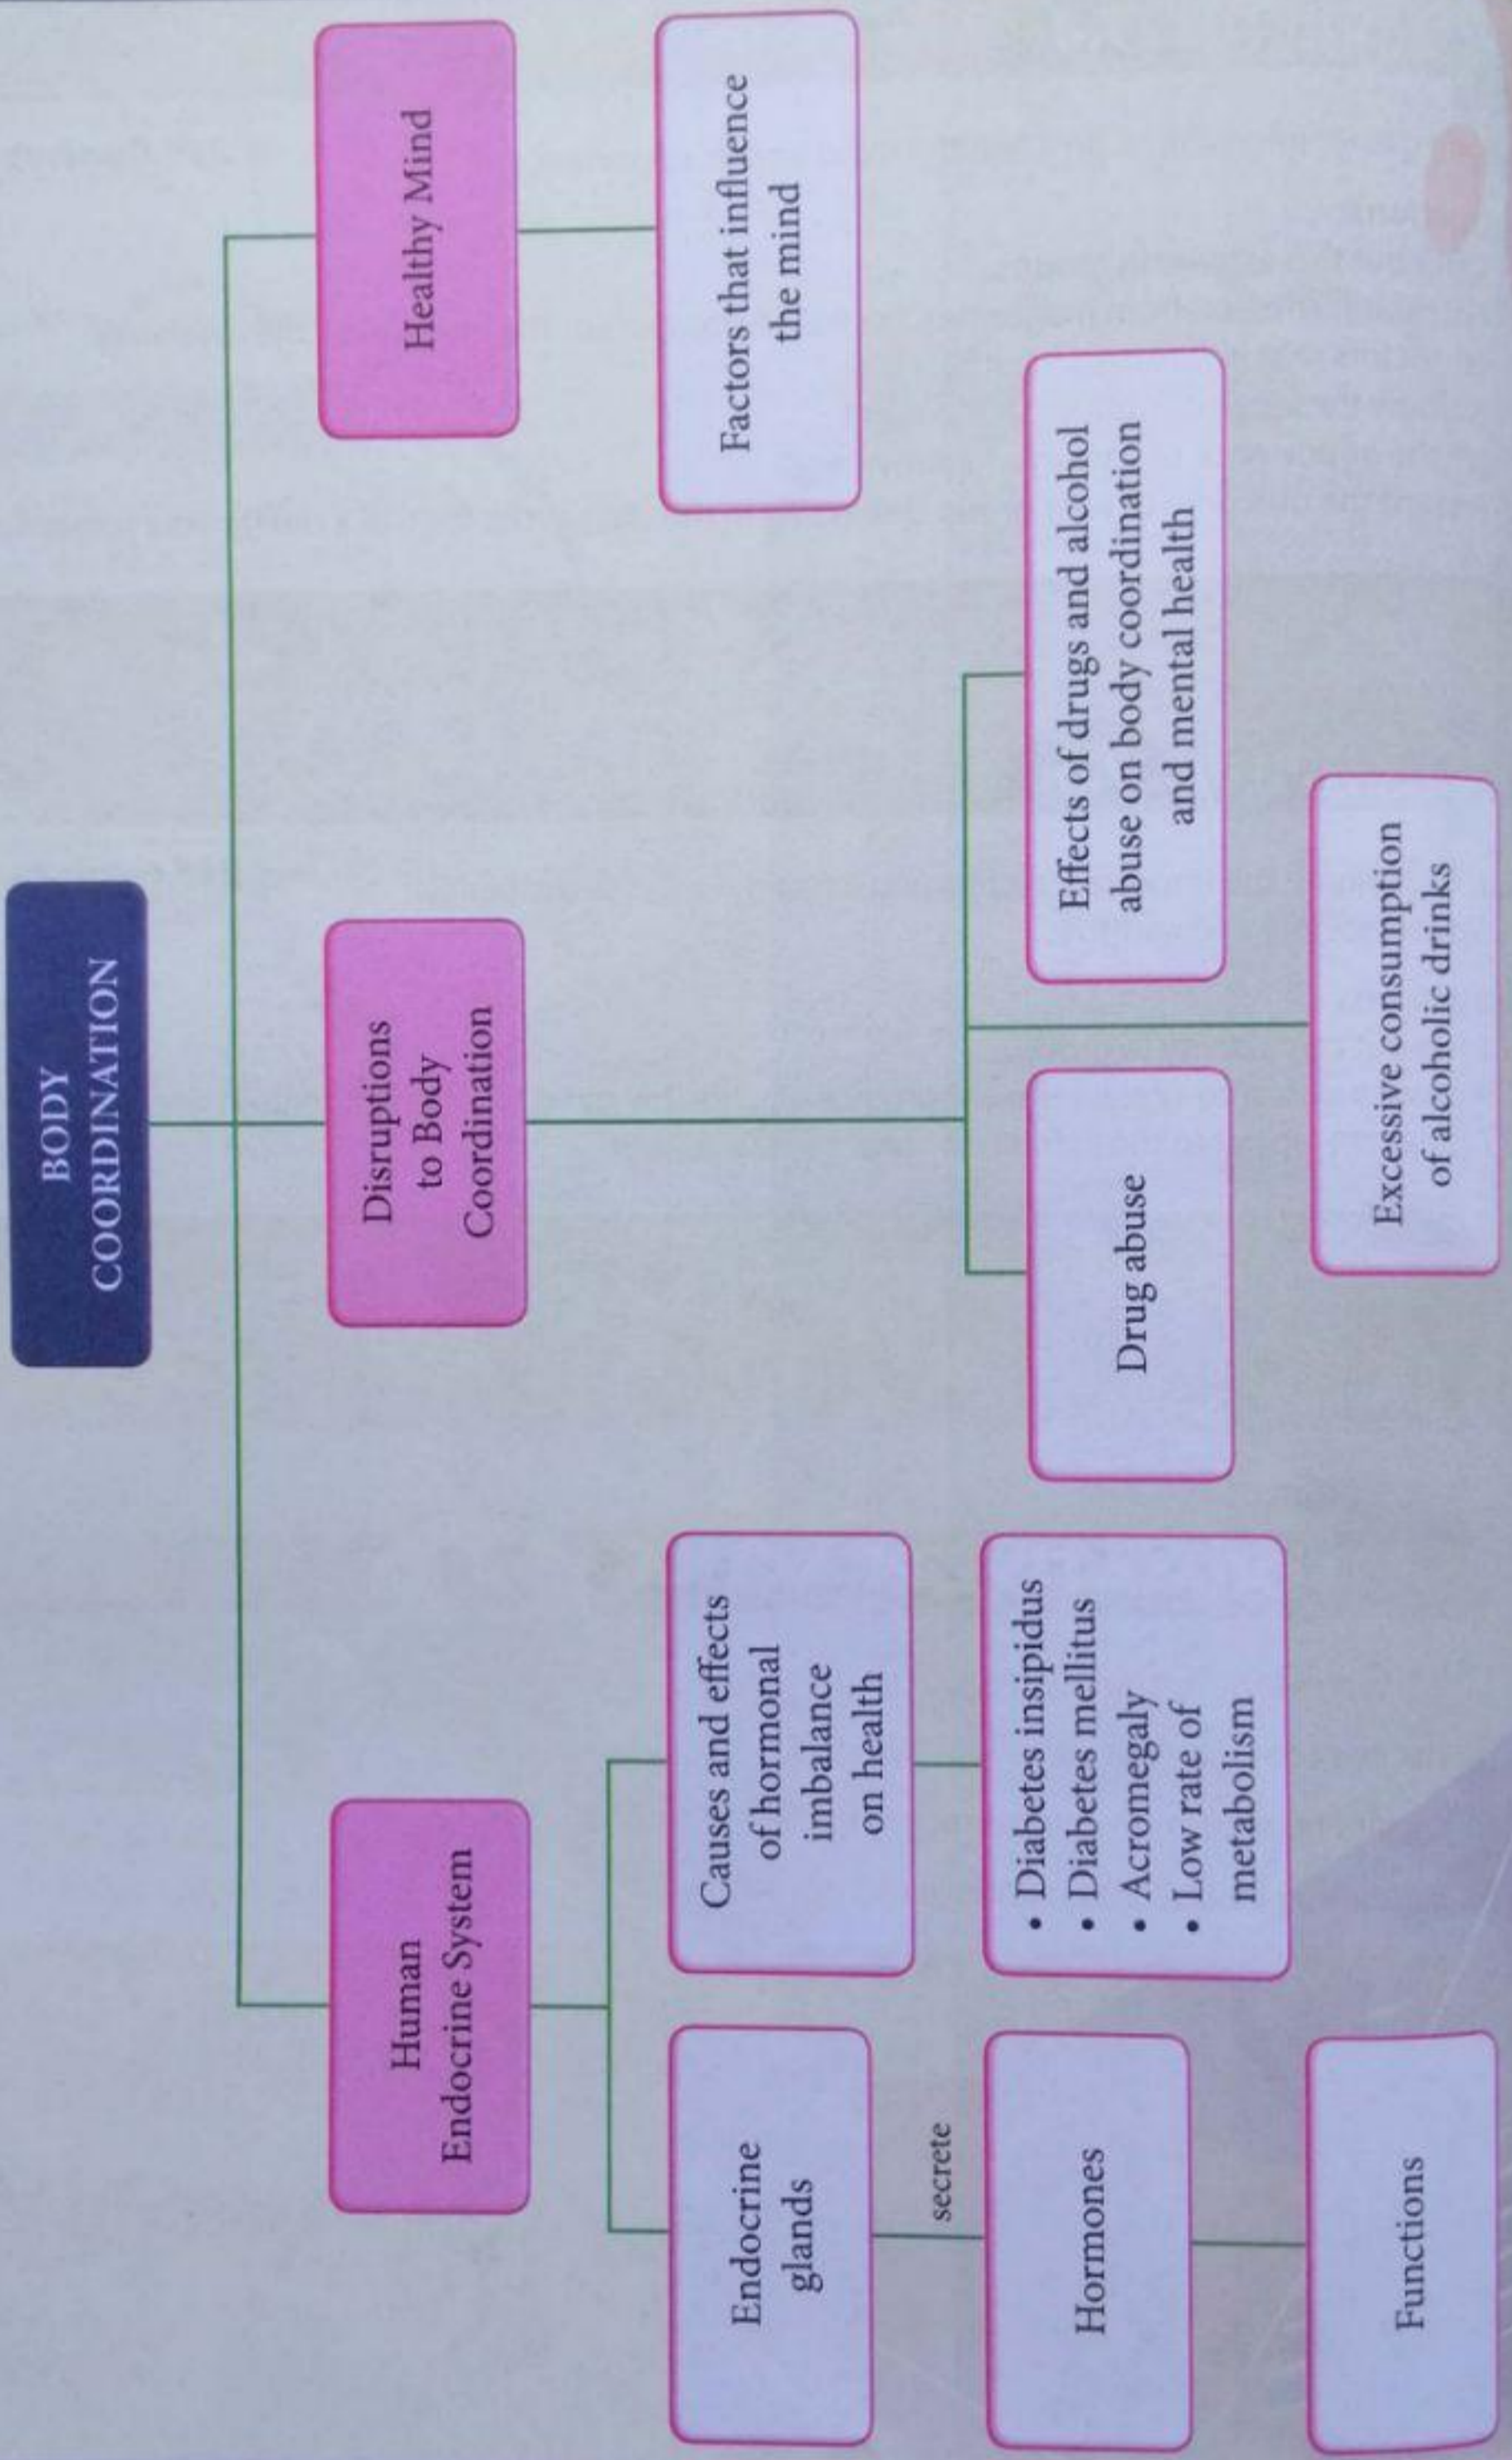 BODY
COORDINATION
Human
Endocrine System
Disruptions
to Body
Coordination
Healthy Mind
Endocrine
glands
secrete
Hormones
Functions
Causes and effects
of hormonal
imbalance
on health
• Diabetes insipidus
• Diabetes mellitus
• Acromegaly
• Low rate of
metabolism
Drug abuse
Excessive consumption
of alcoholic drinks
Effects of drugs and alcohol
abuse on body coordination
and mental health
Factors that influence
the mind